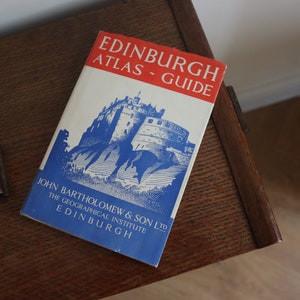 EDINBURGH
ATLAS - GUIDE
JOHN BARTHOLOMEW & SON LTD
THE GEOGRAPHICAL INSTITUTE
EDINBURGH